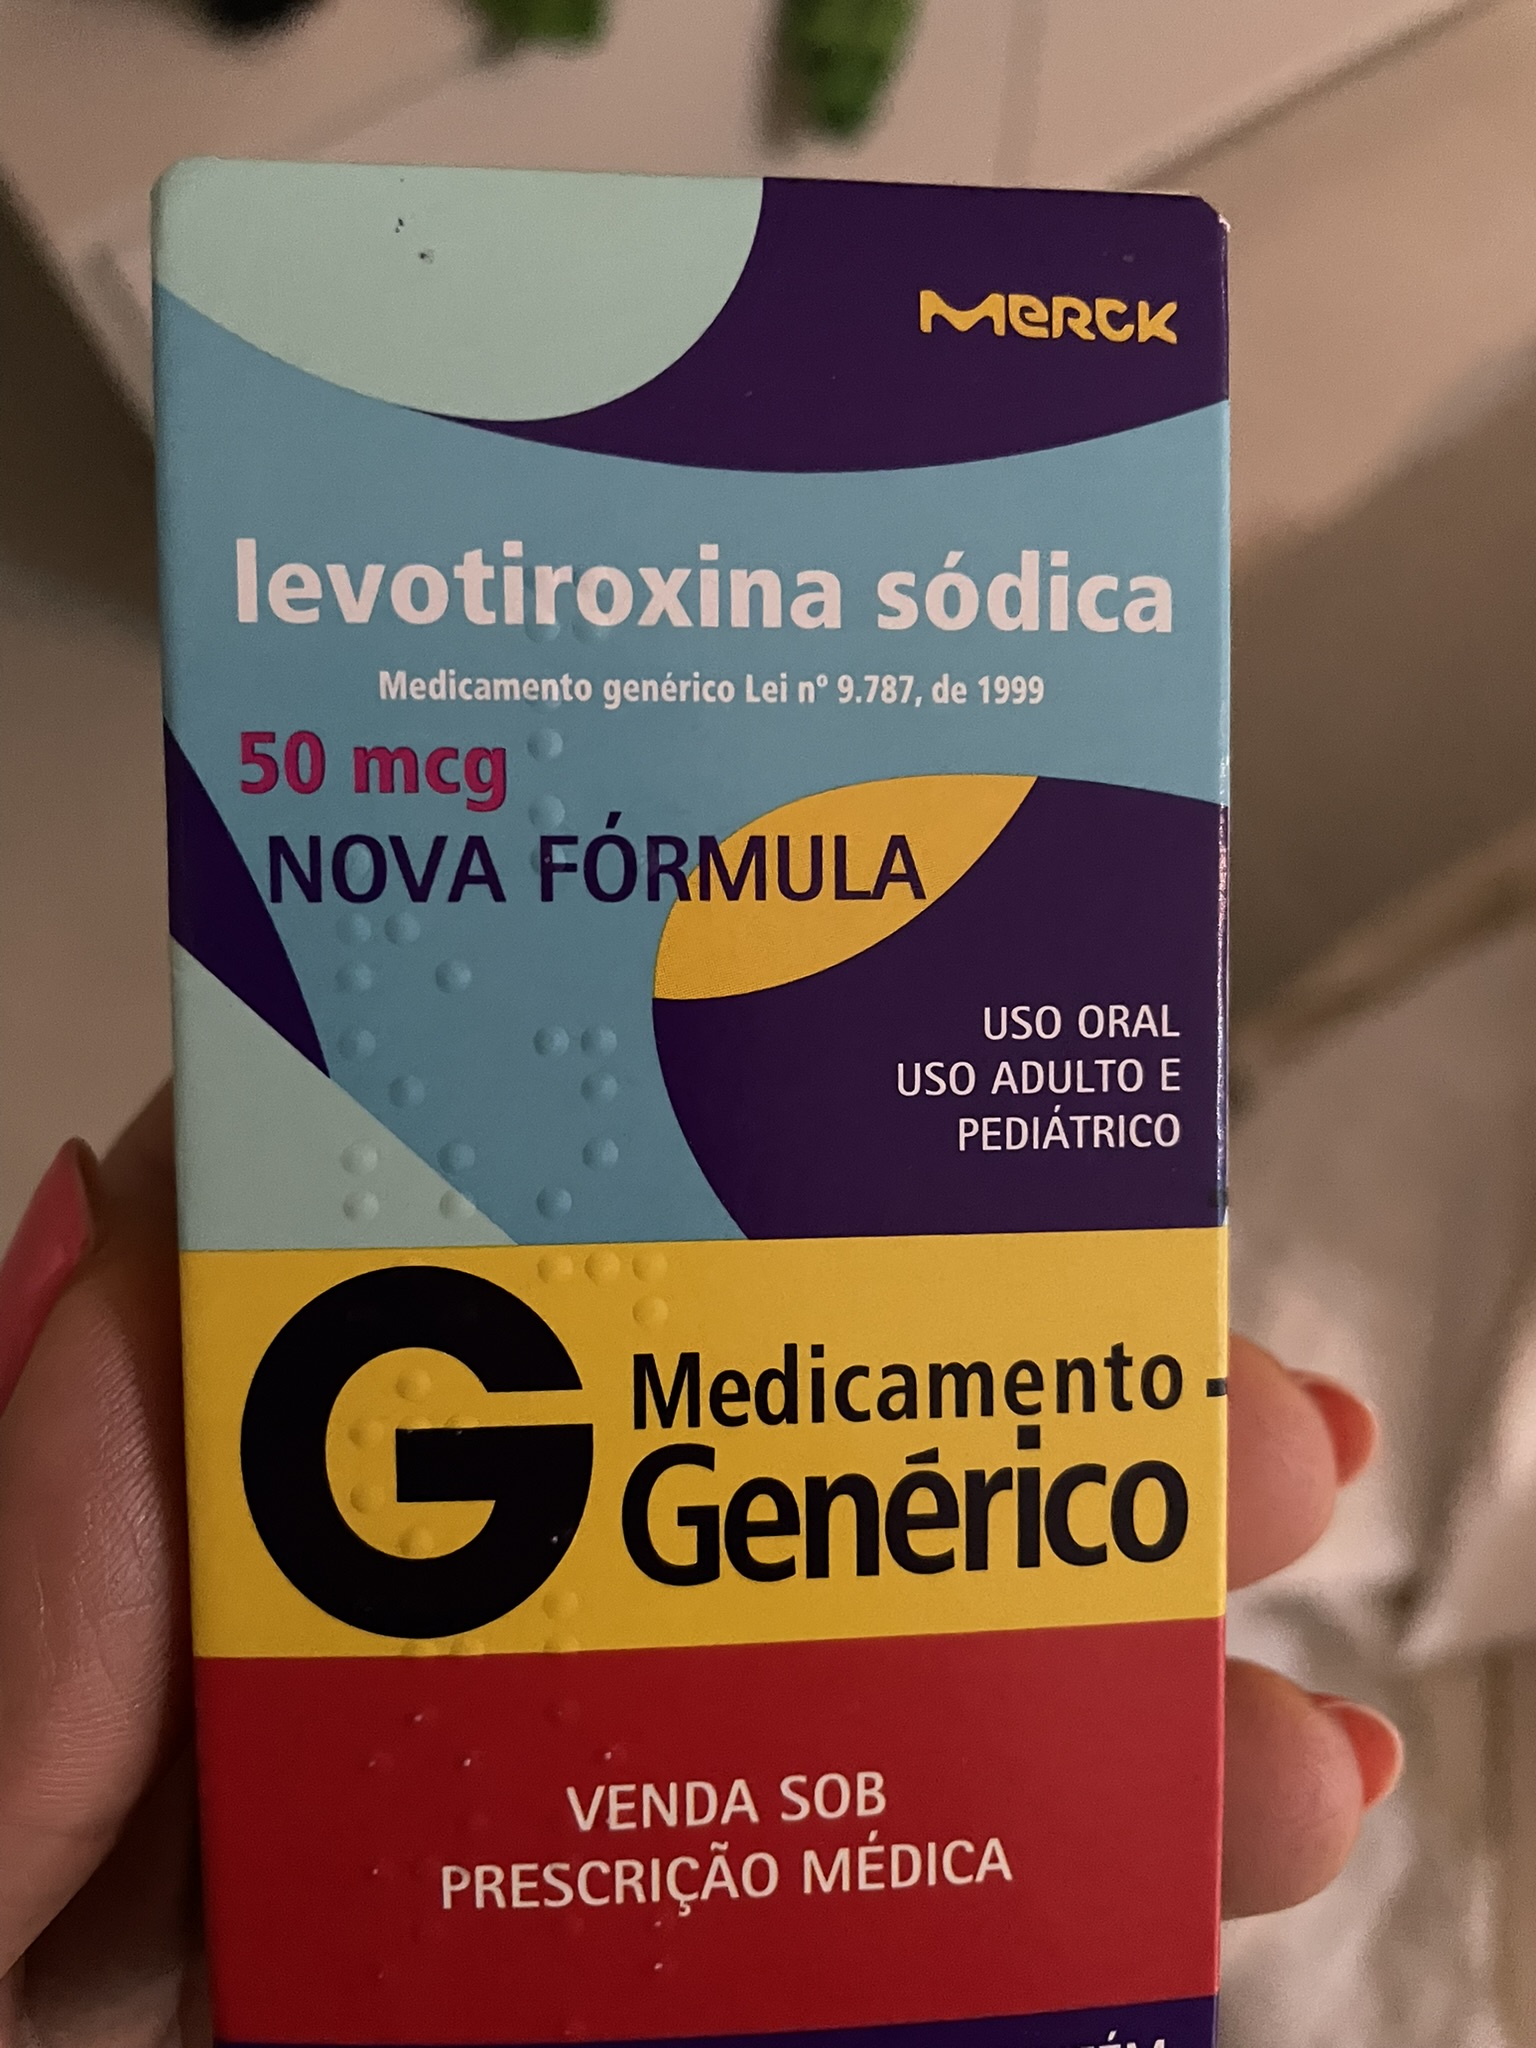 MERCK
levotiroxina sódica
Medicamento genérico Lei nº 9.787, de 1999
50 mcg
NOVA FÓRMULA
USO ORAL
USO ADULTO E
PEDIÁTRICO
G
Medicamento
Genérico
VENDA SOB
PRESCRIÇÃO MÉDICA